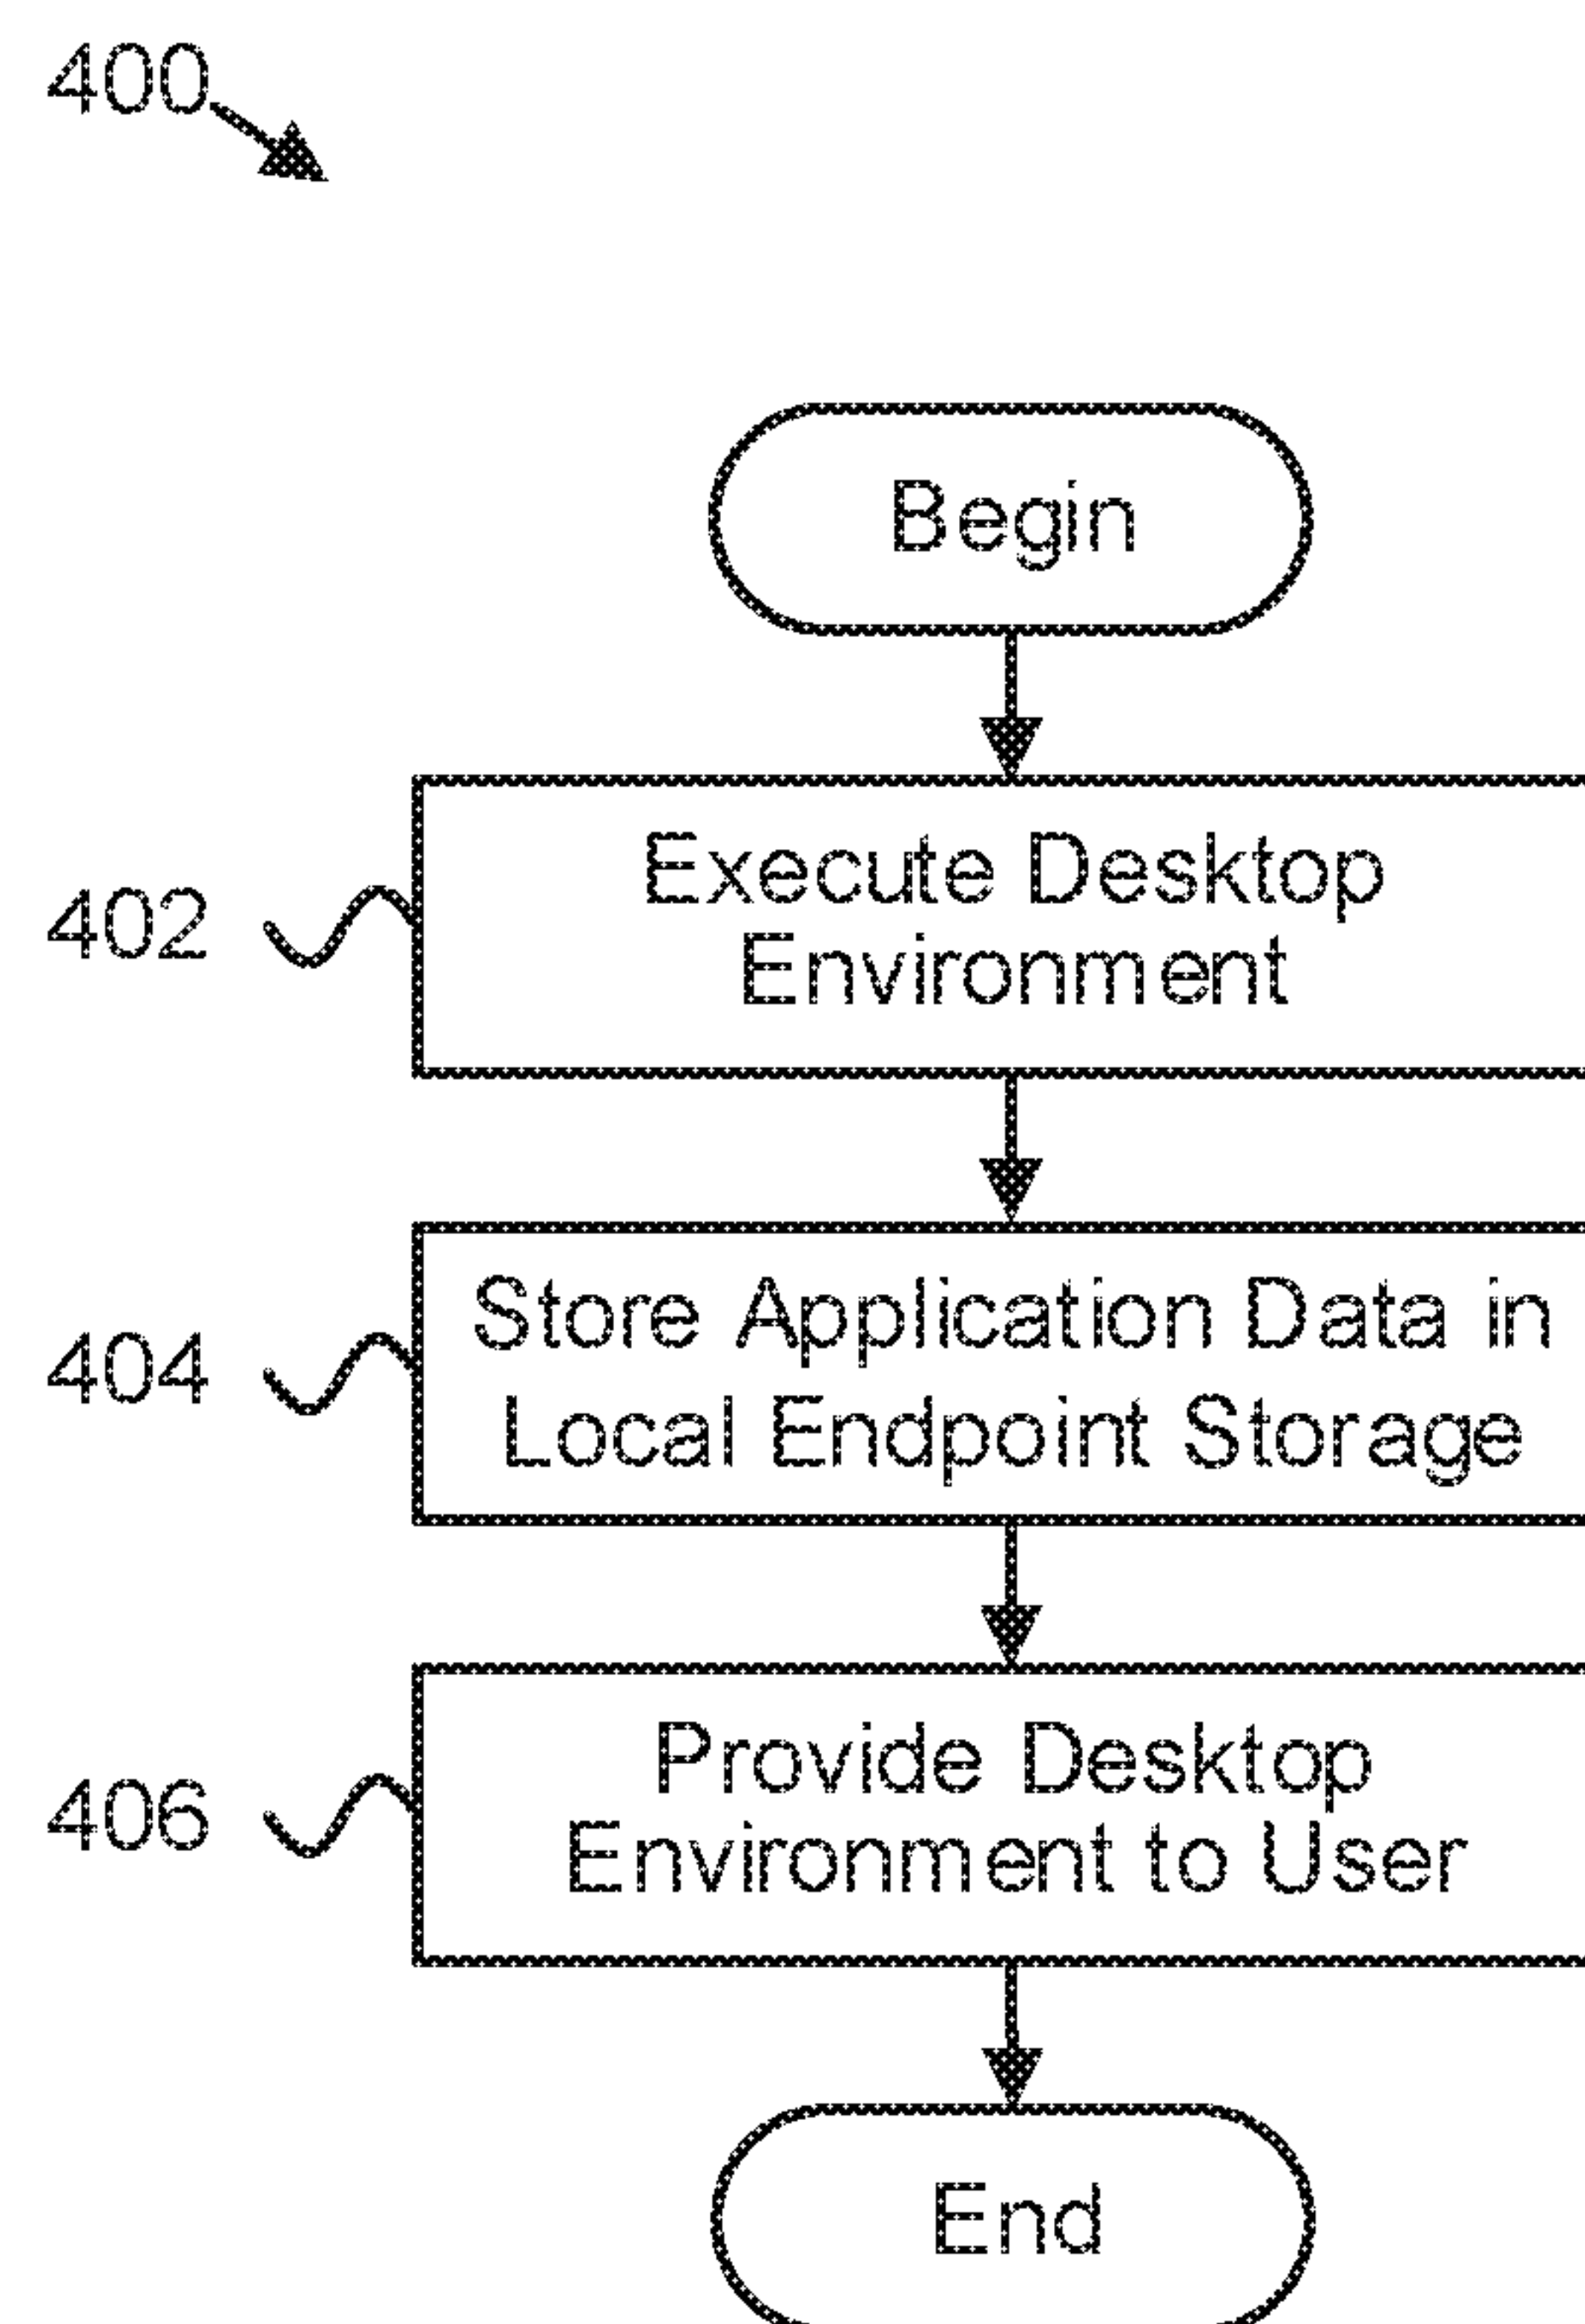 400
Begin
402
Execute Desktop
Environment
404
Store Application Data in
Local Endpoint Storage
406
Provide Desktop
Environment to User
End